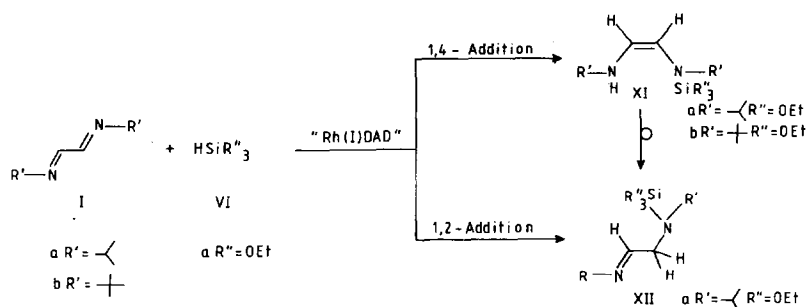 1,4 - Addition
"Rh(I)DAD"
1,2-Addition
R' N N R'
I
a R' =
b R' =
+
HSiR"3
VI
a R"=OEt
H H
R' N N R'
H SiR"3
XI
a R'= R"=OEt
b R'= R"=OEt
R"3Si R'
N
H
R N H H
XII
a R'= R"=OEt